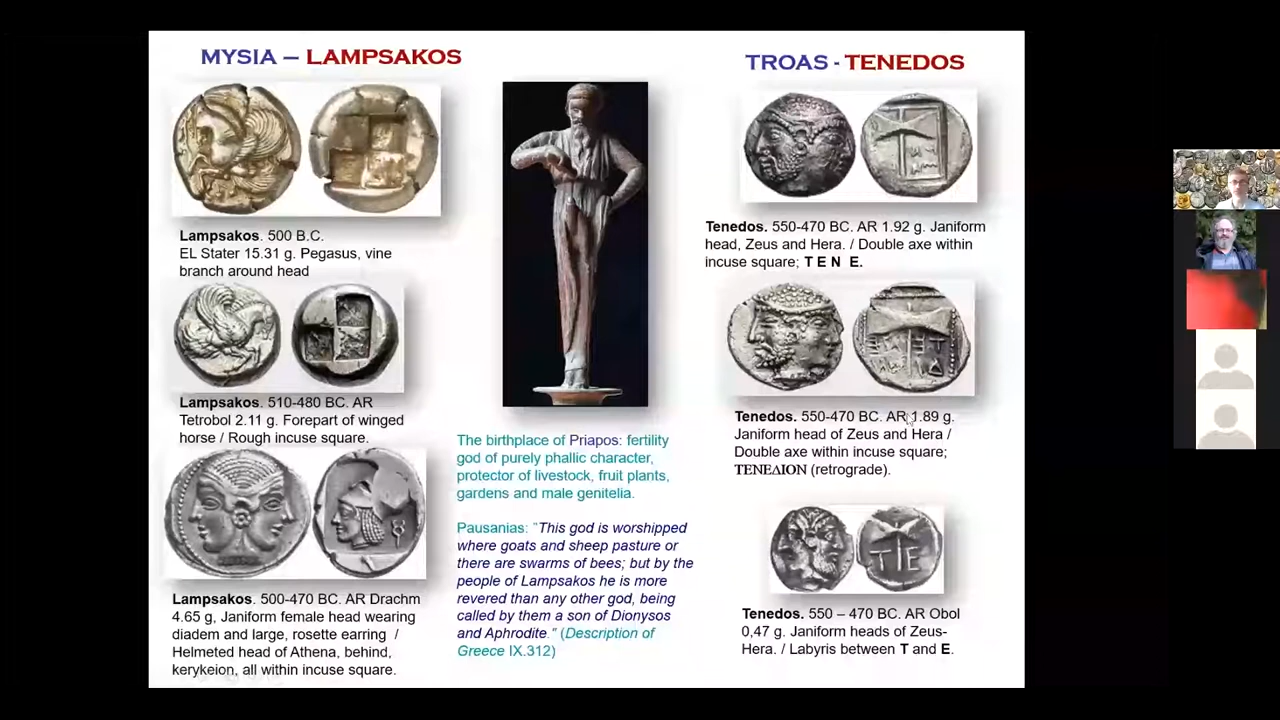 MYSIA – LAMPSAKOS
Lampsakos. 500 B.C.
EL Stater 15.31 g. Pegasus, vine
branch around head
Lampsakos. 510-480 BC. AR
Tetrobol 2.11 g. Forepart of winged
horse / Rough incuse square.
Lampsakos. 500-470 BC. AR Drachm
4.65 g, Janiform female head wearing
diadem and large, rosette earring /
Helmeted head of Athena, behind,
kerykeion, all within incuse square.
The birthplace of Priapos: fertility
god of purely phallic character,
protector of livestock, fruit plants,
gardens and male genitelia.
Pausanias: "This god is worshipped
where goats and sheep pasture or
there are swarms of bees; but by the
people of Lampsakos he is more
revered than any other god, being
called by them a son of Dionysos
and Aphrodite." (Description of
Greece IX.312)
TROAS - TENEDOS
Tenedos. 550-470 BC. AR 1.92 g. Janiform
head, Zeus and Hera. / Double axe within
incuse square; T E N E.
Tenedos. 550-470 BC. AR 1.89 g.
Janiform head of Zeus and Hera /
Double axe within incuse square;
ΤΕΝΕΔΙΟΝ (retrograde).
T E
Tenedos. 550 – 470 BC. AR Obol
0,47 g. Janiform heads of Zeus-
Hera. / Labyris between T and E.